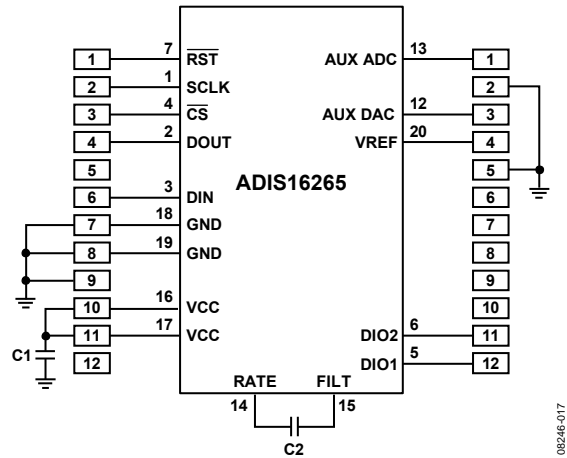 1 7 R̅S̅T̅ AUX ADC 13 1
2 1 SCLK 2
3 4 C̅S̅ AUX DAC 12 3
4 2 DOUT VREF 20 4
5 5
ADIS16265
6 3 DIN 6
7 18 GND 7
8 19 GND 8
9 9
10 16 VCC 10
11 17 VCC DIO2 6 11
C1 12 DIO1 5 12
RATE FILT
14 15
C2
08246-017